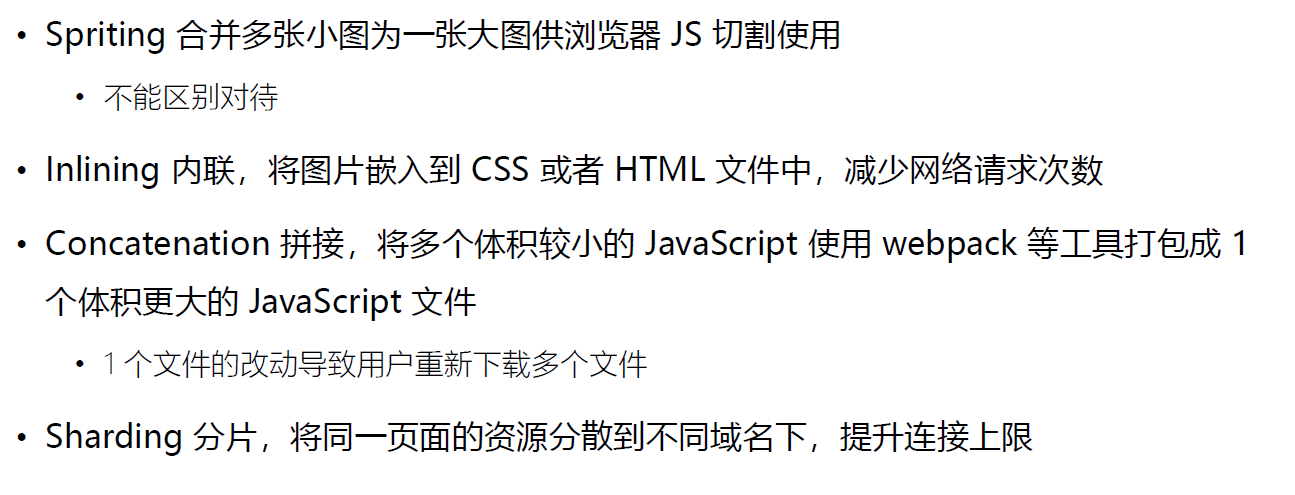 • Spriting 合并多张小图为一张大图供浏览器 JS 切割使用
• 不能区别对待
• Inlining 内联，将图片嵌入到 CSS 或者 HTML 文件中，减少网络请求次数
• Concatenation 拼接，将多个体积较小的 JavaScript 使用 webpack 等工具打包成 1
个体积更大的 JavaScript 文件
• 1 个文件的改动导致用户重新下载多个文件
• Sharding 分片，将同一页面的资源分散到不同域名下，提升连接上限